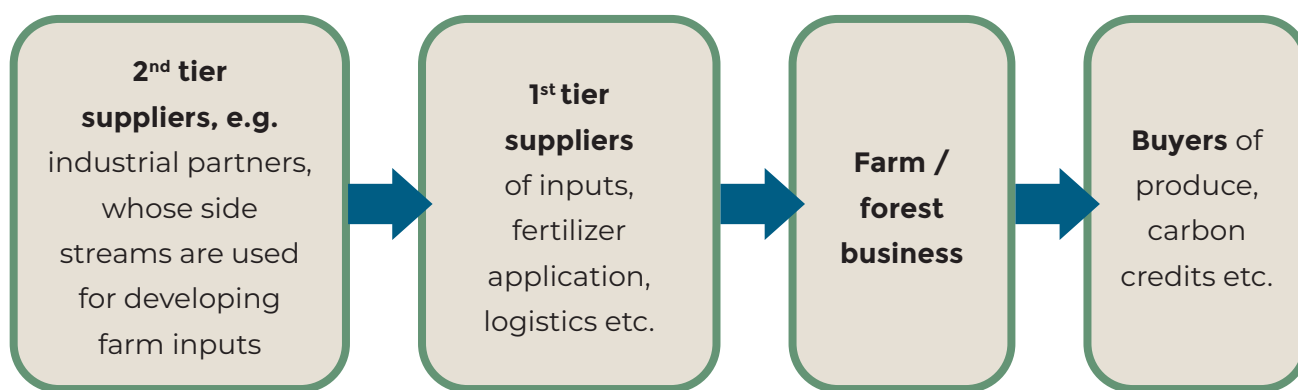 2nd tier
suppliers, e.g.
industrial partners,
whose side
streams are used
for developing
farm inputs
1st tier
suppliers
of inputs,
fertilizer
application,
logistics etc.
Farm /
forest
business
Buyers of
produce,
carbon
credits etc.